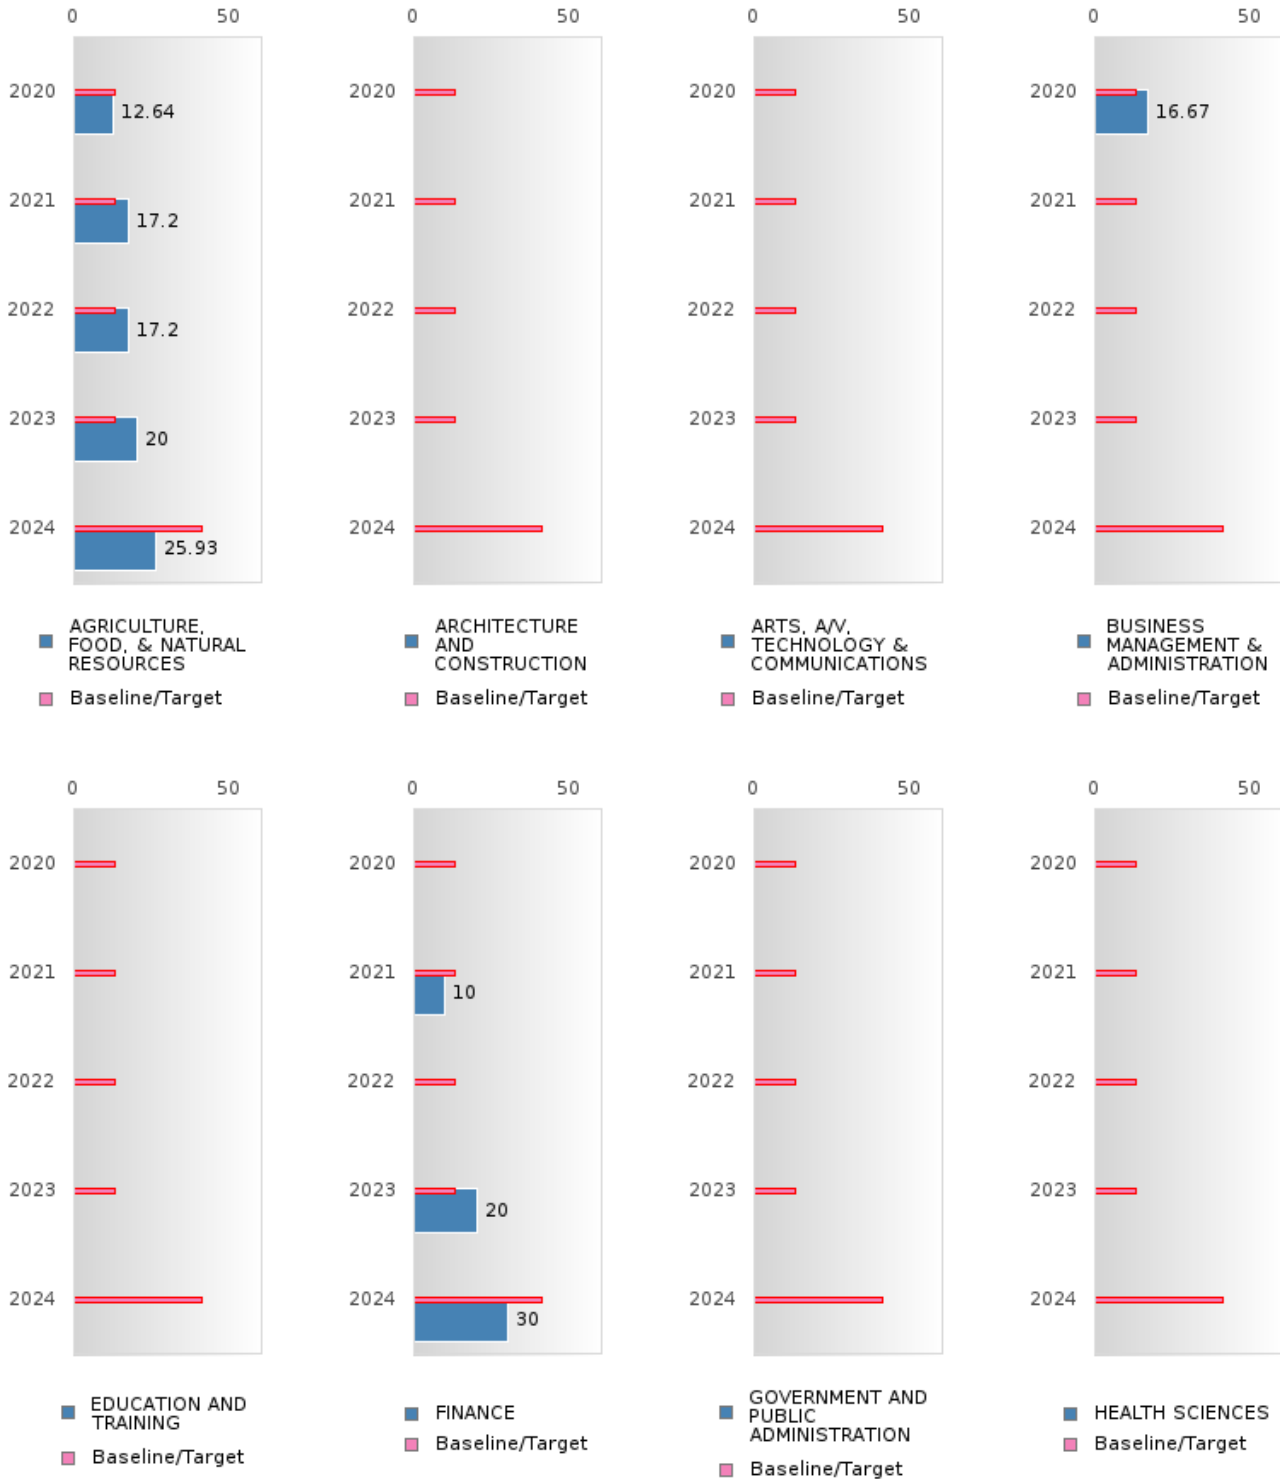 0 50 0 50 0 50 0 50
2020 12.64 2020 2020 2020 16.67
2021 17.2 2021 2021 2021
2022 17.2 2022 2022 2022
2023 20 2023 2023 2023
2024 25.93 2024 2024 2024
AGRICULTURE,
FOOD, & NATURAL
RESOURCES
Baseline/Target
ARCHITECTURE
AND
CONSTRUCTION
Baseline/Target
ARTS, A/V,
TECHNOLOGY &
COMMUNICATIONS
Baseline/Target
BUSINESS
MANAGEMENT &
ADMINISTRATION
Baseline/Target
0 50 0 50 0 50 0 50
2020 2020 2020 2020
2021 2021 10 2021 2021
2022 2022 2022 2022
2023 2023 20 2023 2023
2024 2024 30 2024 2024
EDUCATION AND
TRAINING
Baseline/Target
FINANCE
Baseline/Target
GOVERNMENT AND
PUBLIC
ADMINISTRATION
Baseline/Target
HEALTH SCIENCES
Baseline/Target